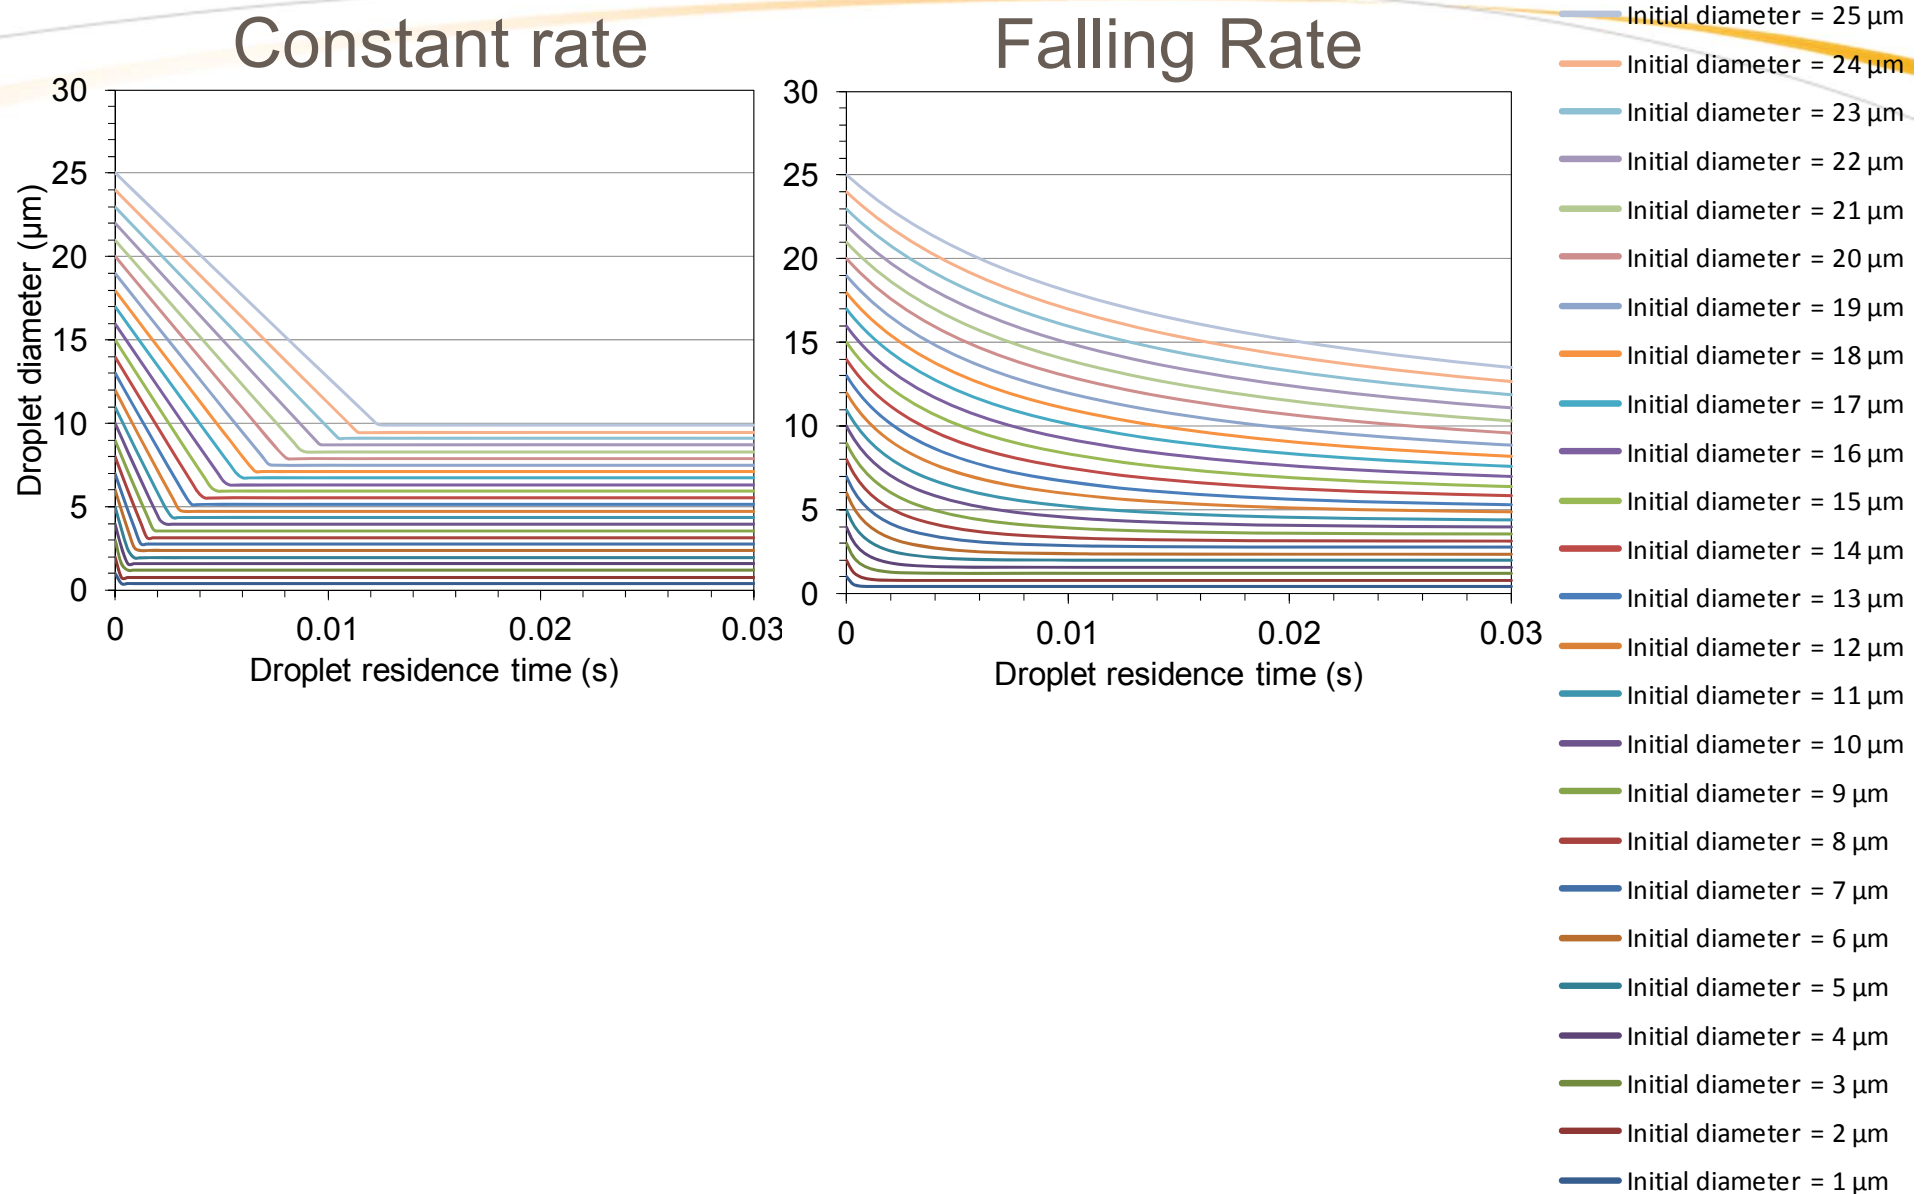 Constant rate
30
25
20
15
10
5
0
Droplet diameter (μm)
0 0.01 0.02 0.03
Droplet residence time (s)
Falling Rate
30
25
20
15
10
5
0
0 0.01 0.02 0.03
Droplet residence time (s)
Initial diameter = 25 μm
Initial diameter = 24 μm
Initial diameter = 23 μm
Initial diameter = 22 μm
Initial diameter = 21 μm
Initial diameter = 20 μm
Initial diameter = 19 μm
Initial diameter = 18 μm
Initial diameter = 17 μm
Initial diameter = 16 μm
Initial diameter = 15 μm
Initial diameter = 14 μm
Initial diameter = 13 μm
Initial diameter = 12 μm
Initial diameter = 11 μm
Initial diameter = 10 μm
Initial diameter = 9 μm
Initial diameter = 8 μm
Initial diameter = 7 μm
Initial diameter = 6 μm
Initial diameter = 5 μm
Initial diameter = 4 μm
Initial diameter = 3 μm
Initial diameter = 2 μm
Initial diameter = 1 μm